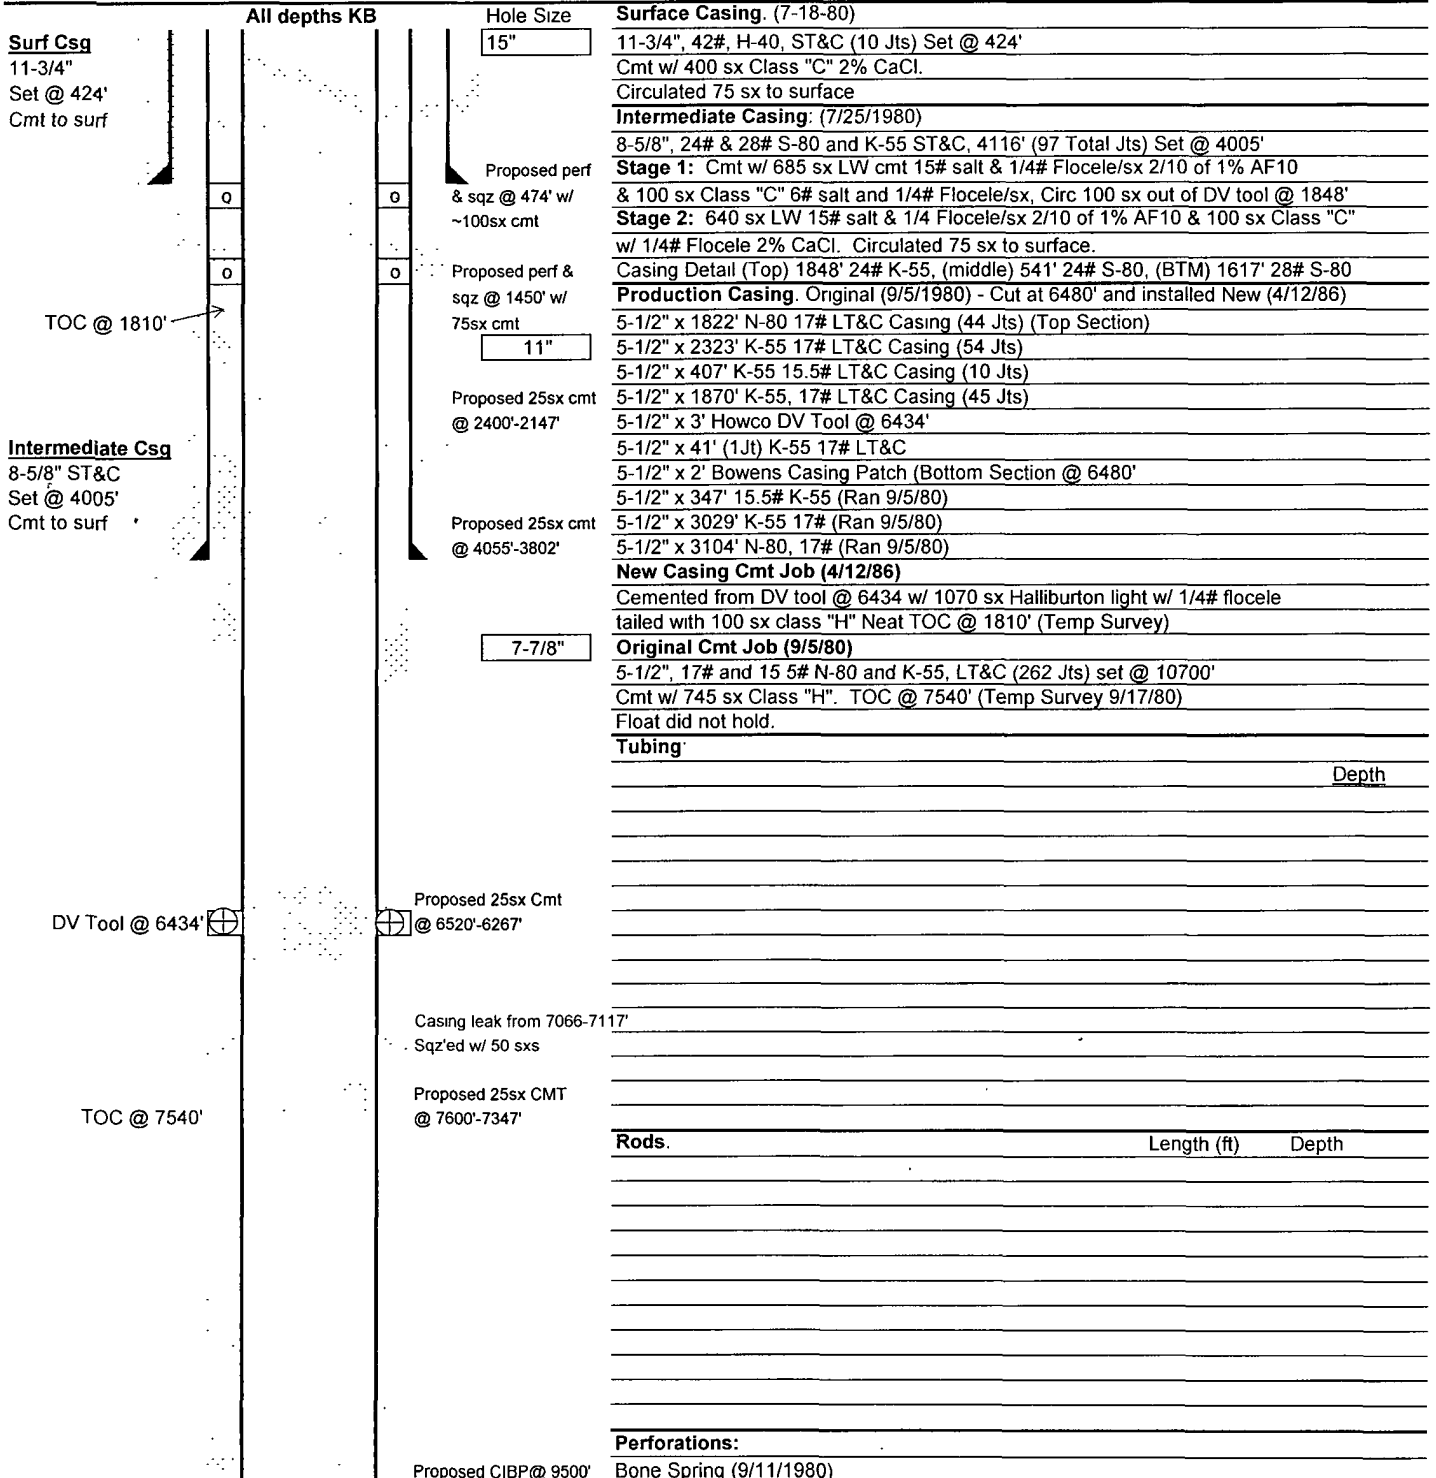 All depths KB
Hole Size
Surf Csg
11-3/4"
Set @ 424'
Cmt to surf
15"
Proposed perf
& sqz @ 474' w/
~100sx cmt
Proposed perf &
sqz @ 1450' w/
75sx cmt
TOC @ 1810'
11"
Proposed 25sx cmt
@ 2400'-2147'
Intermediate Csg
8-5/8" ST&C
Set @ 4005'
Cmt to surf
Proposed 25sx cmt
@ 4055'-3802'
7-7/8"
DV Tool @ 6434'
Proposed 25sx Cmt
@ 6520'-6267'
Casing leak from 7066-7117'
Sqz'ed w/ 50 sxs
TOC @ 7540'
Proposed 25sx CMT
@ 7600'-7347'
Proposed CIBP@ 9500'
Surface Casing. (7-18-80)
11-3/4", 42#, H-40, ST&C (10 Jts) Set @ 424'
Cmt w/ 400 sx Class "C" 2% CaCl.
Circulated 75 sx to surface
Intermediate Casing: (7/25/1980)
8-5/8", 24# & 28# S-80 and K-55 ST&C, 4116' (97 Total Jts) Set @ 4005'
Stage 1: Cmt w/ 685 sx LW cmt 15# salt & 1/4# Flocele/sx 2/10 of 1% AF10
& 100 sx Class "C" 6# salt and 1/4# Flocele/sx, Circ 100 sx out of DV tool @ 1848'
Stage 2: 640 sx LW 15# salt & 1/4 Flocele/sx 2/10 of 1% AF10 & 100 sx Class "C"
w/ 1/4# Flocele 2% CaCl. Circulated 75 sx to surface.
Casing Detail (Top) 1848' 24# K-55, (middle) 541' 24# S-80, (BTM) 1617' 28# S-80
Production Casing. Original (9/5/1980) - Cut at 6480' and installed New (4/12/86)
5-1/2" x 1822' N-80 17# LT&C Casing (44 Jts) (Top Section)
5-1/2" x 2323' K-55 17# LT&C Casing (54 Jts)
5-1/2" x 407' K-55 15.5# LT&C Casing (10 Jts)
5-1/2" x 1870' K-55, 17# LT&C Casing (45 Jts)
5-1/2" x 3' Howco DV Tool @ 6434'
5-1/2" x 41' (1Jt) K-55 17# LT&C
5-1/2" x 2' Bowens Casing Patch (Bottom Section @ 6480'
5-1/2" x 347' 15.5# K-55 (Ran 9/5/80)
5-1/2" x 3029' K-55 17# (Ran 9/5/80)
5-1/2" x 3104' N-80, 17# (Ran 9/5/80)
New Casing Cmt Job (4/12/86)
Cemented from DV tool @ 6434 w/ 1070 sx Halliburton light w/ 1/4# flocele
tailed with 100 sx class "H" Neat TOC @ 1810' (Temp Survey)
Original Cmt Job (9/5/80)
5-1/2", 17# and 15 5# N-80 and K-55, LT&C (262 Jts) set @ 10700'
Cmt w/ 745 sx Class "H". TOC @ 7540' (Temp Survey 9/17/80)
Float did not hold.
Tubing
Depth
Rods.
Length (ft)
Depth
Perforations:
Bone Spring (9/11/1980)